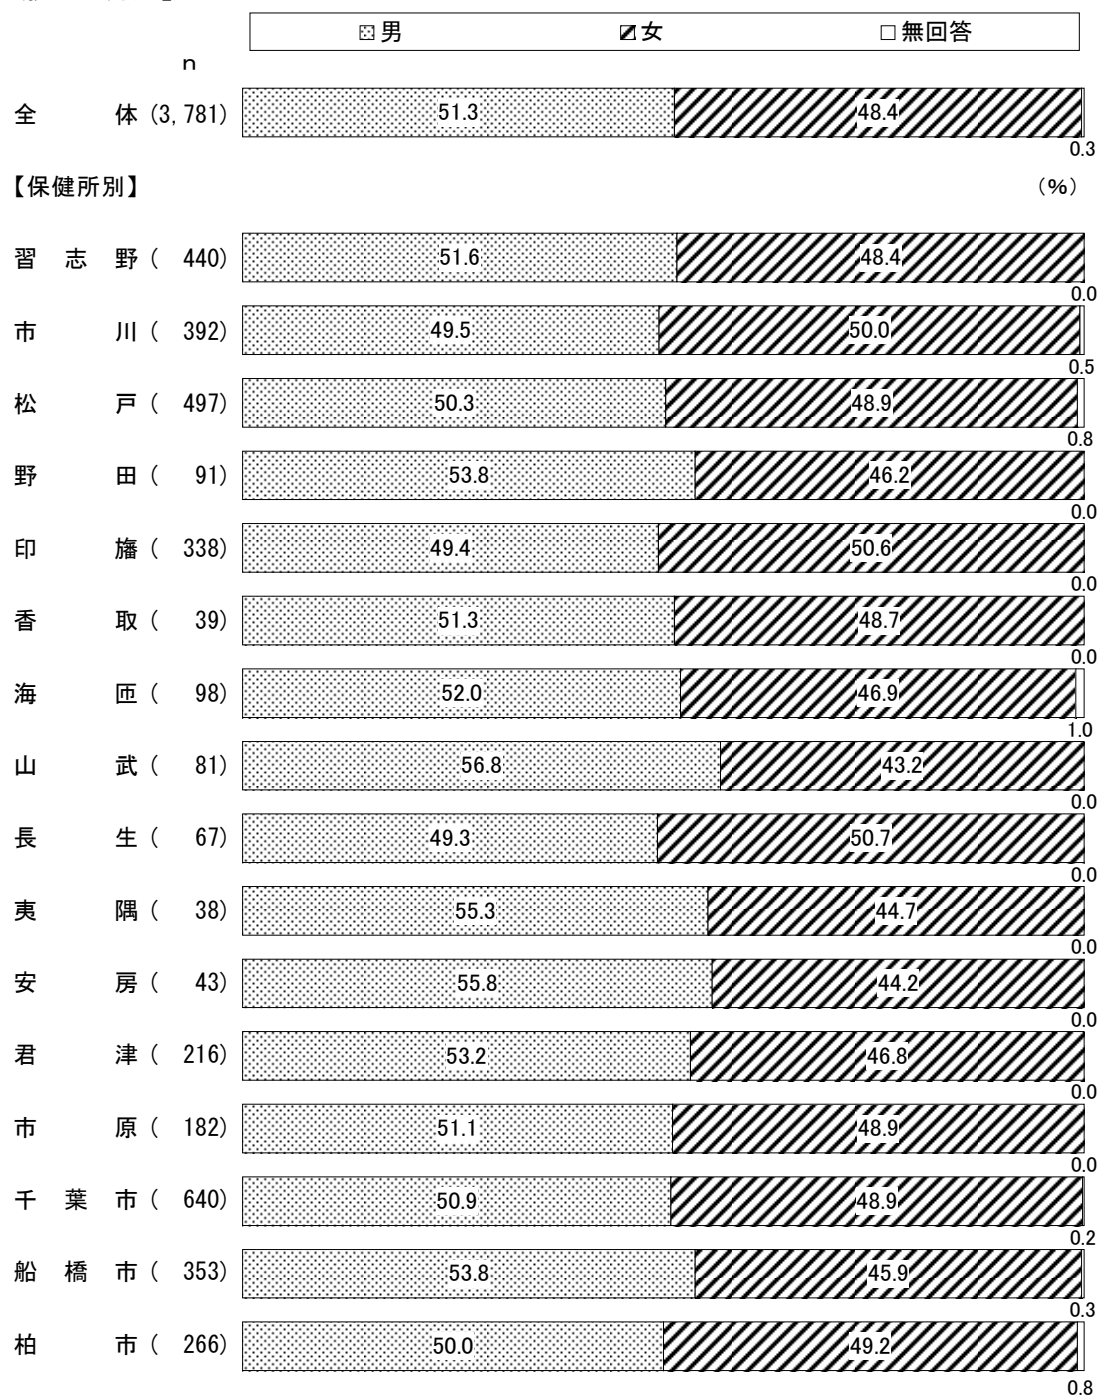 男 女 無回答
n
全体(3,781) 51.3 48.4
0.3
【保健所別】 (%)
習志野( 440) 51.6 48.4
0.0
市川( 392) 49.5 50.0
0.5
松戸( 497) 50.3 48.9
0.8
野田( 91) 53.8 46.2
0.0
印旛( 338) 49.4 50.6
0.0
香取( 39) 51.3 48.7
0.0
海匝( 98) 52.0 46.9
1.0
山武( 81) 56.8 43.2
0.0
長生( 67) 49.3 50.7
0.0
夷隅( 38) 55.3 44.7
0.0
安房( 43) 55.8 44.2
0.0
君津( 216) 53.2 46.8
0.0
市原( 182) 51.1 48.9
0.0
千葉市( 640) 50.9 48.9
0.2
船橋市( 353) 53.8 45.9
0.3
柏市( 266) 50.0 49.2
0.8